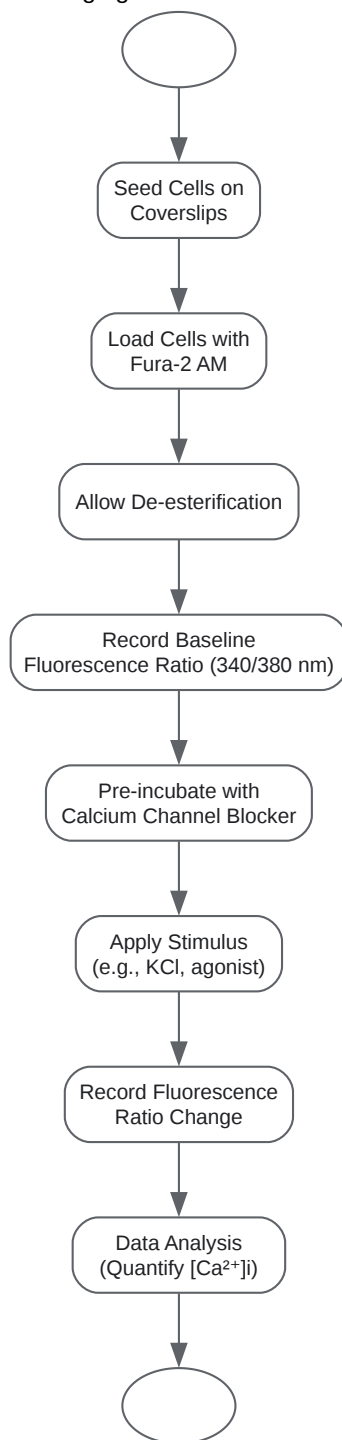 Seed Cells on
Coverslips
Load Cells with
Fura-2 AM
Allow De-esterification
Record Baseline
Fluorescence Ratio (340/380 nm)
Pre-incubate with
Calcium Channel Blocker
Apply Stimulus
(e.g., KCl, agonist)
Record Fluorescence
Ratio Change
Data Analysis
(Quantify [Ca²⁺]i)